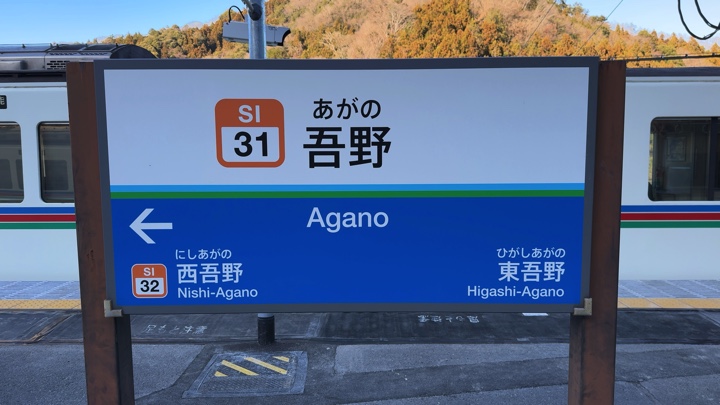 SI
31
あがの
吾野
Agano
←
にしあがの
SI
32
西吾野
Nishi-Agano
ひがしあがの
東吾野
Higashi-Agano